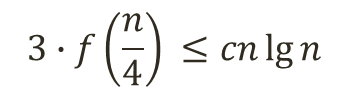 3 · f(n/4) ≤ cn lg n